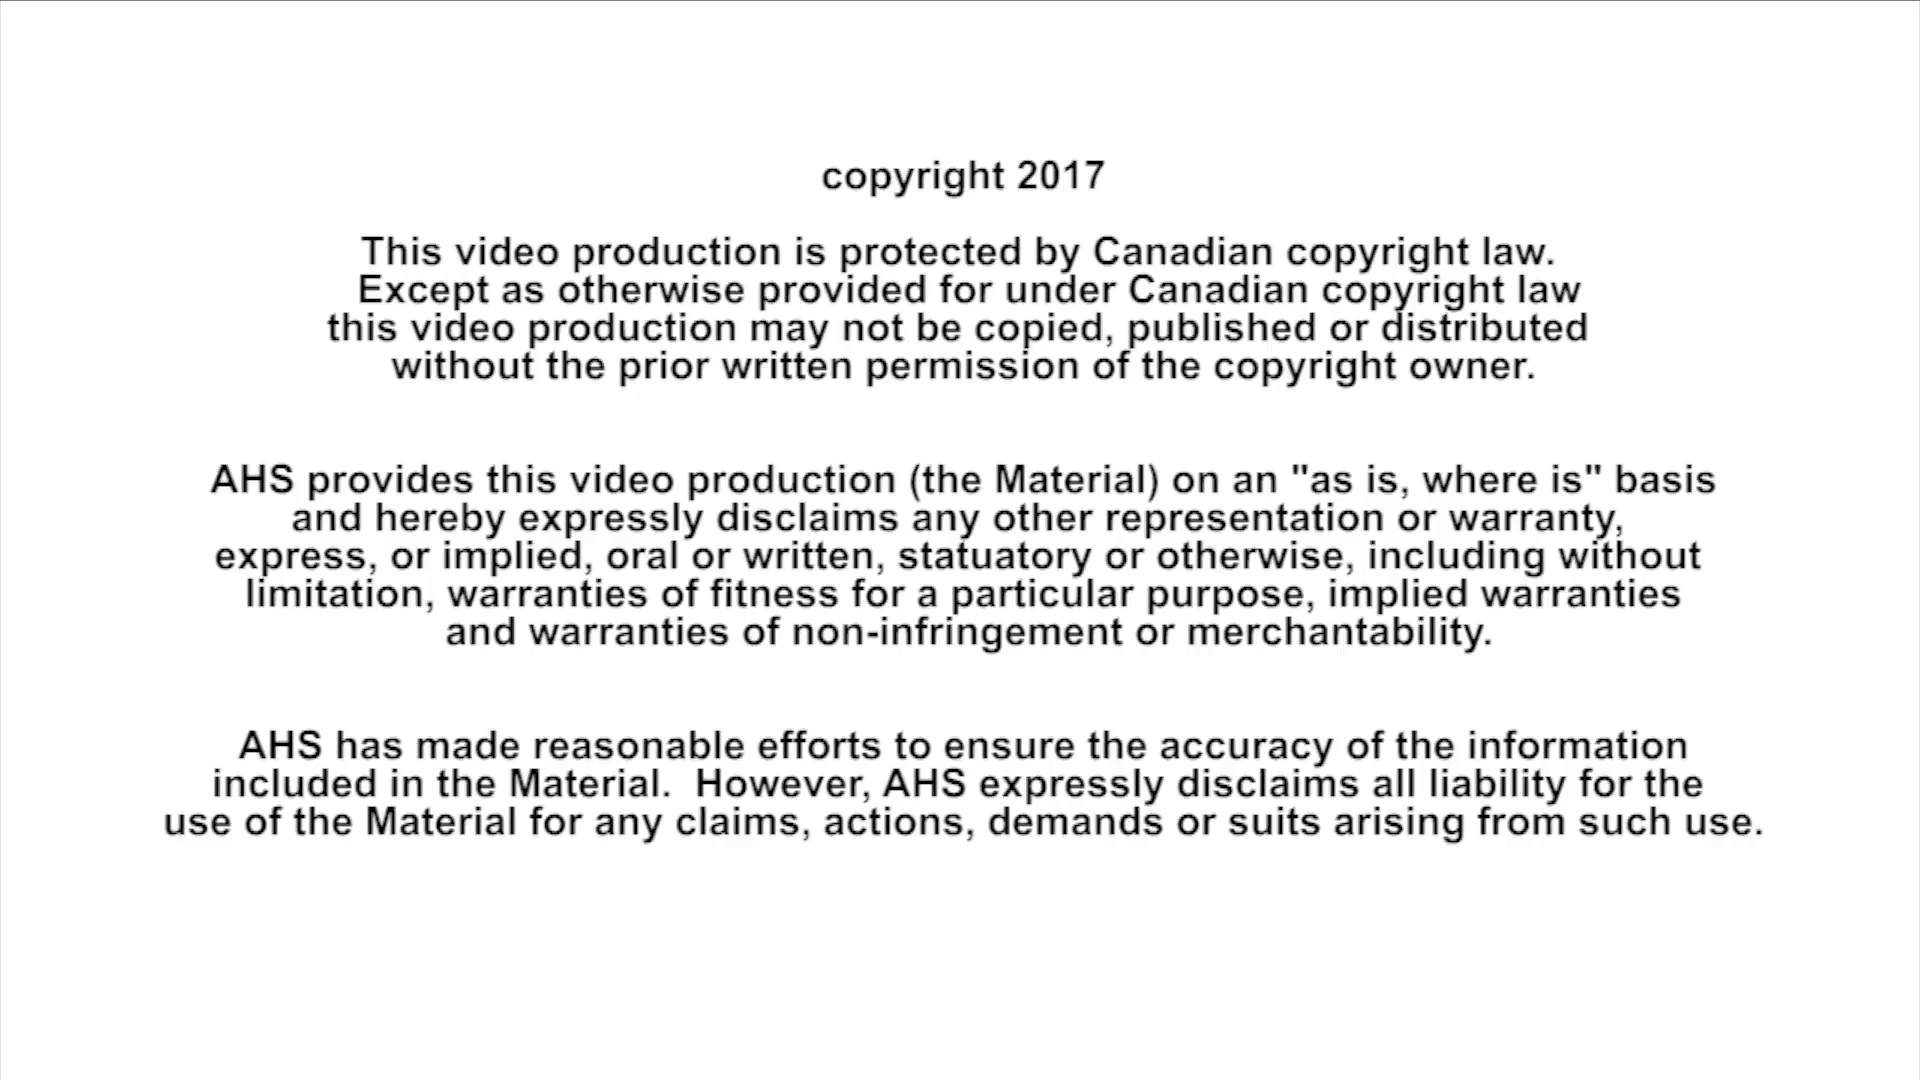 copyright 2017
This video production is protected by Canadian copyright law.
Except as otherwise provided for under Canadian copyright law
this video production may not be copied, published or distributed
without the prior written permission of the copyright owner.
AHS provides this video production (the Material) on an "as is, where is" basis
and hereby expressly disclaims any other representation or warranty,
express, or implied, oral or written, statuatory or otherwise, including without
limitation, warranties of fitness for a particular purpose, implied warranties
and warranties of non-infringement or merchantability.
AHS has made reasonable efforts to ensure the accuracy of the information
included in the Material.  However, AHS expressly disclaims all liability for the
use of the Material for any claims, actions, demands or suits arising from such use.